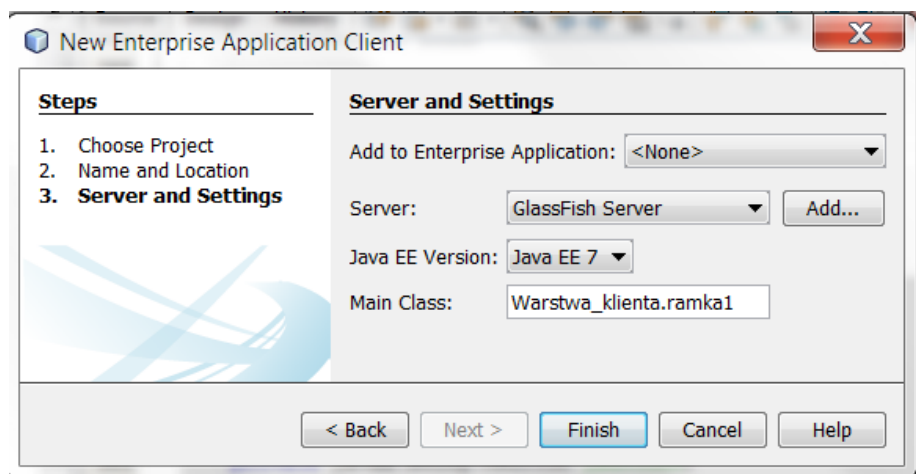 New Enterprise Application Client
X
Steps
1. Choose Project
2. Name and Location
3. Server and Settings
Server and Settings
Add to Enterprise Application: <None>
Server: GlassFish Server Add...
Java EE Version: Java EE 7
Main Class: Warstwa_klienta.ramka1
< Back Next > Finish Cancel Help